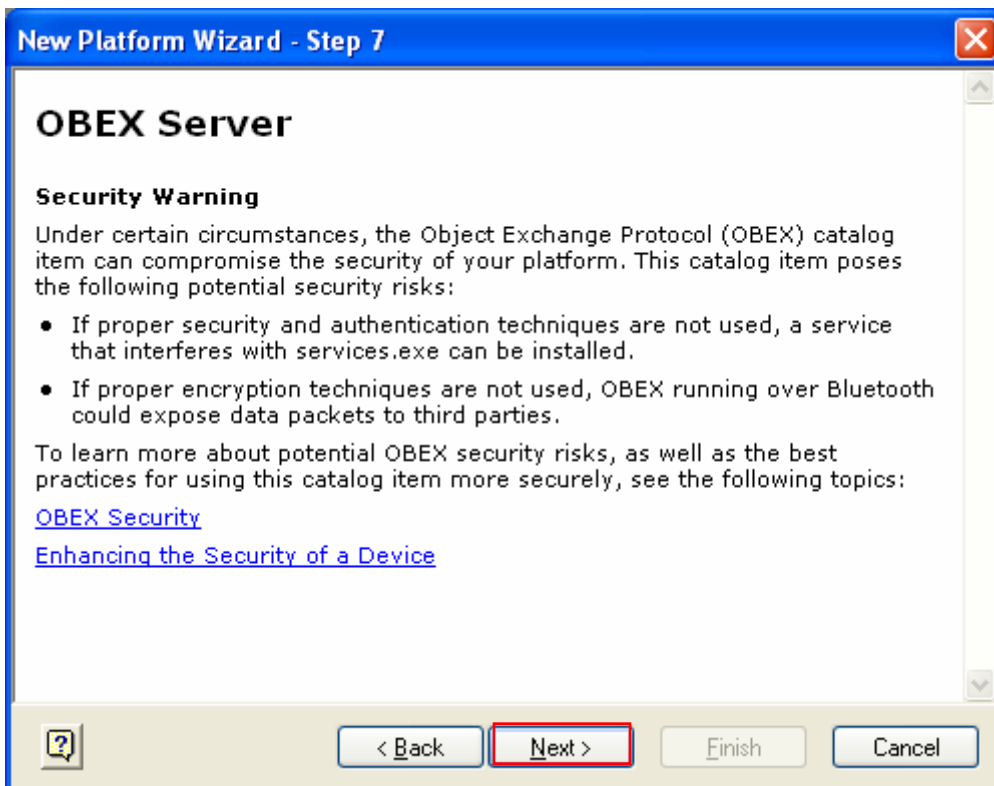 New Platform Wizard - Step 7
OBEX Server
Security Warning
Under certain circumstances, the Object Exchange Protocol (OBEX) catalog
item can compromise the security of your platform. This catalog item poses
the following potential security risks:
● If proper security and authentication techniques are not used, a service
that interferes with services.exe can be installed.
● If proper encryption techniques are not used, OBEX running over Bluetooth
could expose data packets to third parties.
To learn more about potential OBEX security risks, as well as the best
practices for using this catalog item more securely, see the following topics:
OBEX Security
Enhancing the Security of a Device
? < Back Next > Finish Cancel